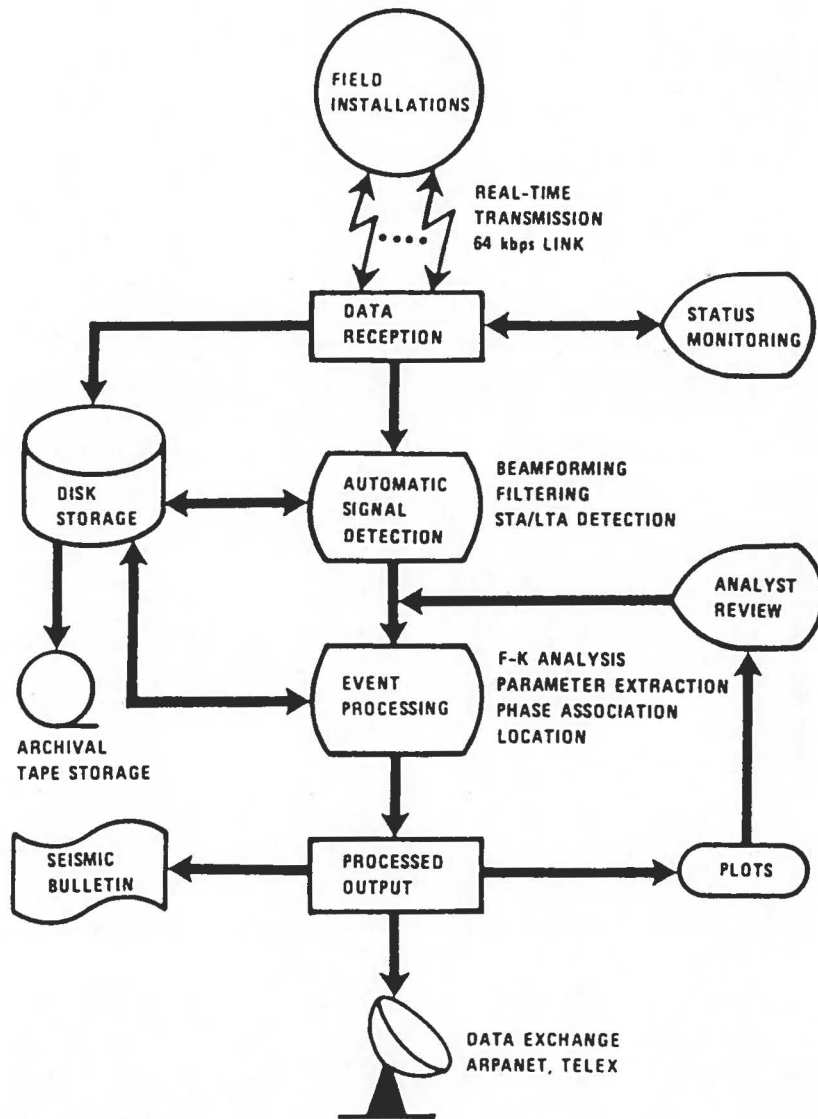 FIELD
INSTALLATIONS
REAL-TIME
TRANSMISSION
64 kbps LINK
DATA
RECEPTION
STATUS
MONITORING
DISK
STORAGE
AUTOMATIC
SIGNAL
DETECTION
BEAMFORMING
FILTERING
STA/LTA DETECTION
ANALYST
REVIEW
EVENT
PROCESSING
F-K ANALYSIS
PARAMETER EXTRACTION
PHASE ASSOCIATION
LOCATION
ARCHIVAL
TAPE STORAGE
SEISMIC
BULLETIN
PROCESSED
OUTPUT
PLOTS
DATA EXCHANGE
ARPANET, TELEX